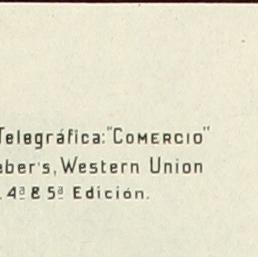 Telegráfica: "COMERCIO"
eber's, Western Union
. 4ª & 5ª Edición.